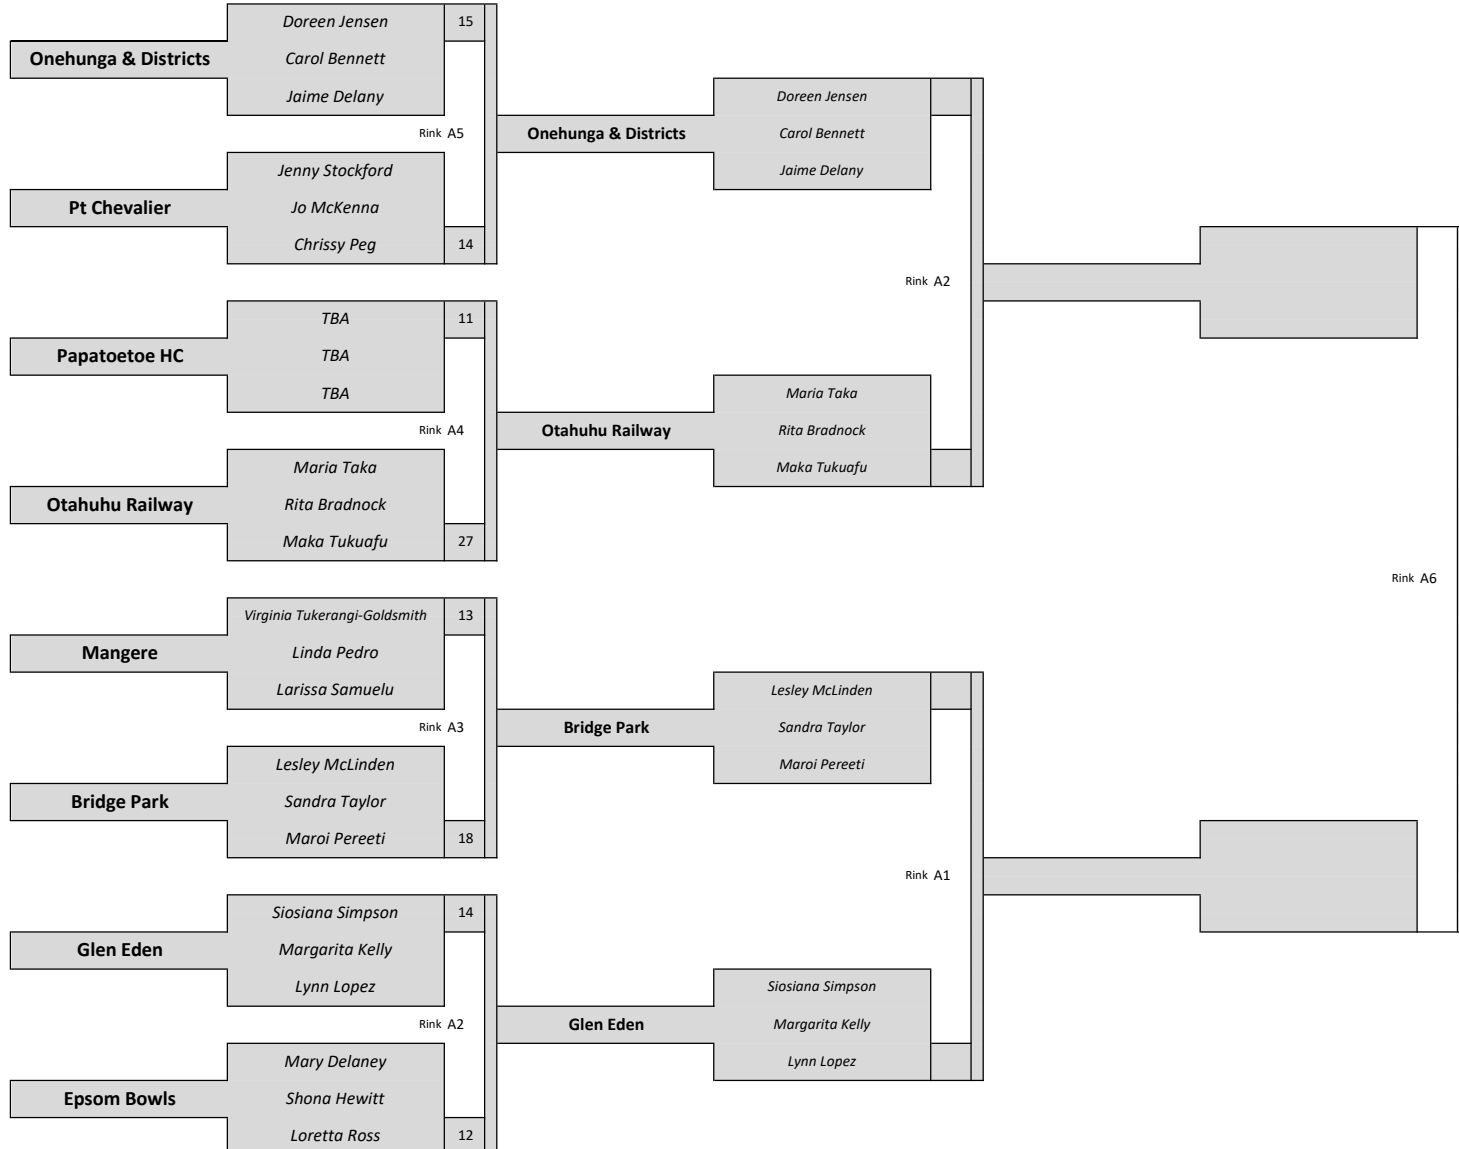 Doreen Jensen 15
Onehunga & Districts Carol Bennett
Doreen Jensen
Jaime Delany
Rink A5 Onehunga & Districts Carol Bennett
Jenny Stockford Jaime Delany
Pt Chevalier Jo McKenna
Chrissy Peg 14
Rink A2
TBA 11
Papatoetoe HC TBA
TBA Maria Taka
Rink A4 Otahuhu Railway Rita Bradnock
Maria Taka Maka Tukuafu
Otahuhu Railway Rita Bradnock
Maka Tukuafu 27
Rink A6
Virginia Tukerangi-Goldsmith 13
Mangere Linda Pedro
Larissa Samuelu Lesley McLinden
Rink A3 Bridge Park Sandra Taylor
Lesley McLinden Maroi Pereeti
Bridge Park Sandra Taylor
Maroi Pereeti 18
Rink A1
Siosiana Simpson 14
Glen Eden Margarita Kelly
Lynn Lopez Siosiana Simpson
Rink A2 Glen Eden Margarita Kelly
Mary Delaney Lynn Lopez
Epsom Bowls Shona Hewitt
Loretta Ross 12